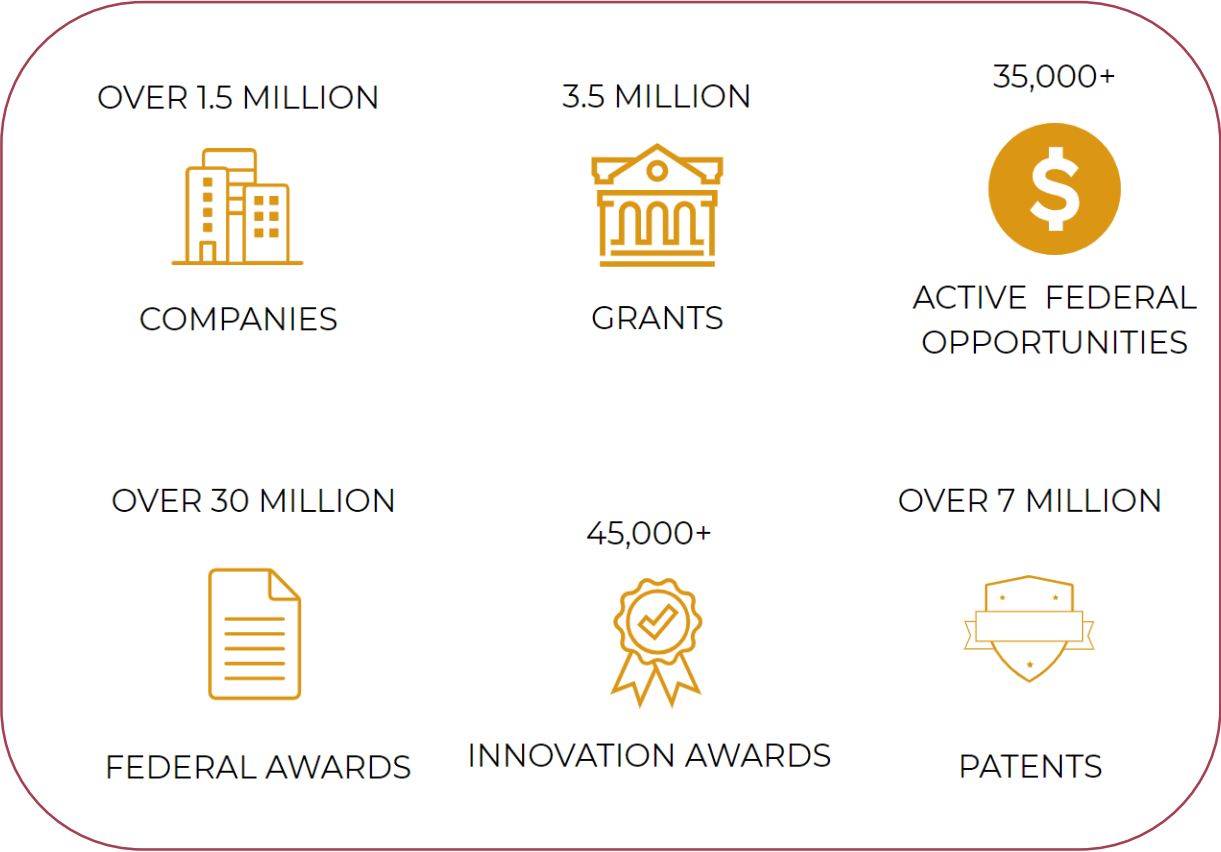 OVER 1.5 MILLION
COMPANIES
3.5 MILLION
GRANTS
35,000+
ACTIVE FEDERAL
OPPORTUNITIES
OVER 30 MILLION
FEDERAL AWARDS
45,000+
INNOVATION AWARDS
OVER 7 MILLION
PATENTS